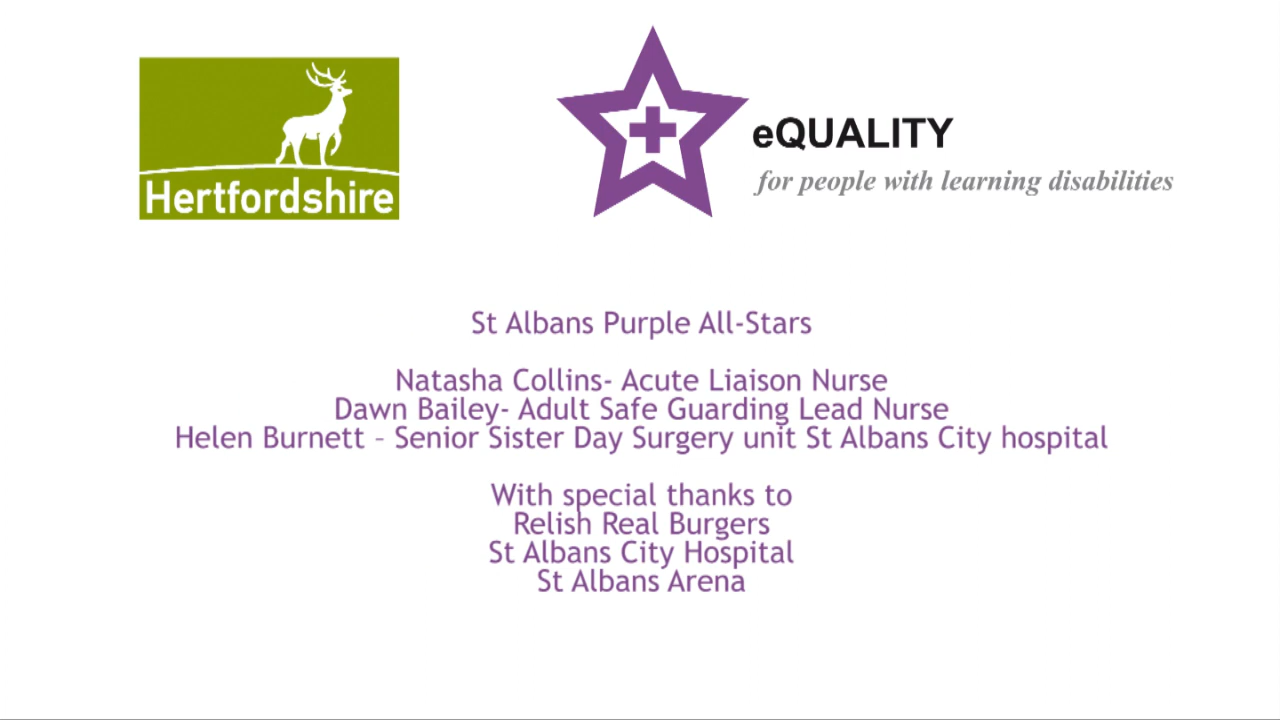 Hertfordshire
eQUALITY
for people with learning disabilities
St Albans Purple All-Stars
Natasha Collins- Acute Liaison Nurse
Dawn Bailey- Adult Safe Guarding Lead Nurse
Helen Burnett – Senior Sister Day Surgery unit St Albans City hospital
With special thanks to
Relish Real Burgers
St Albans City Hospital
St Albans Arena